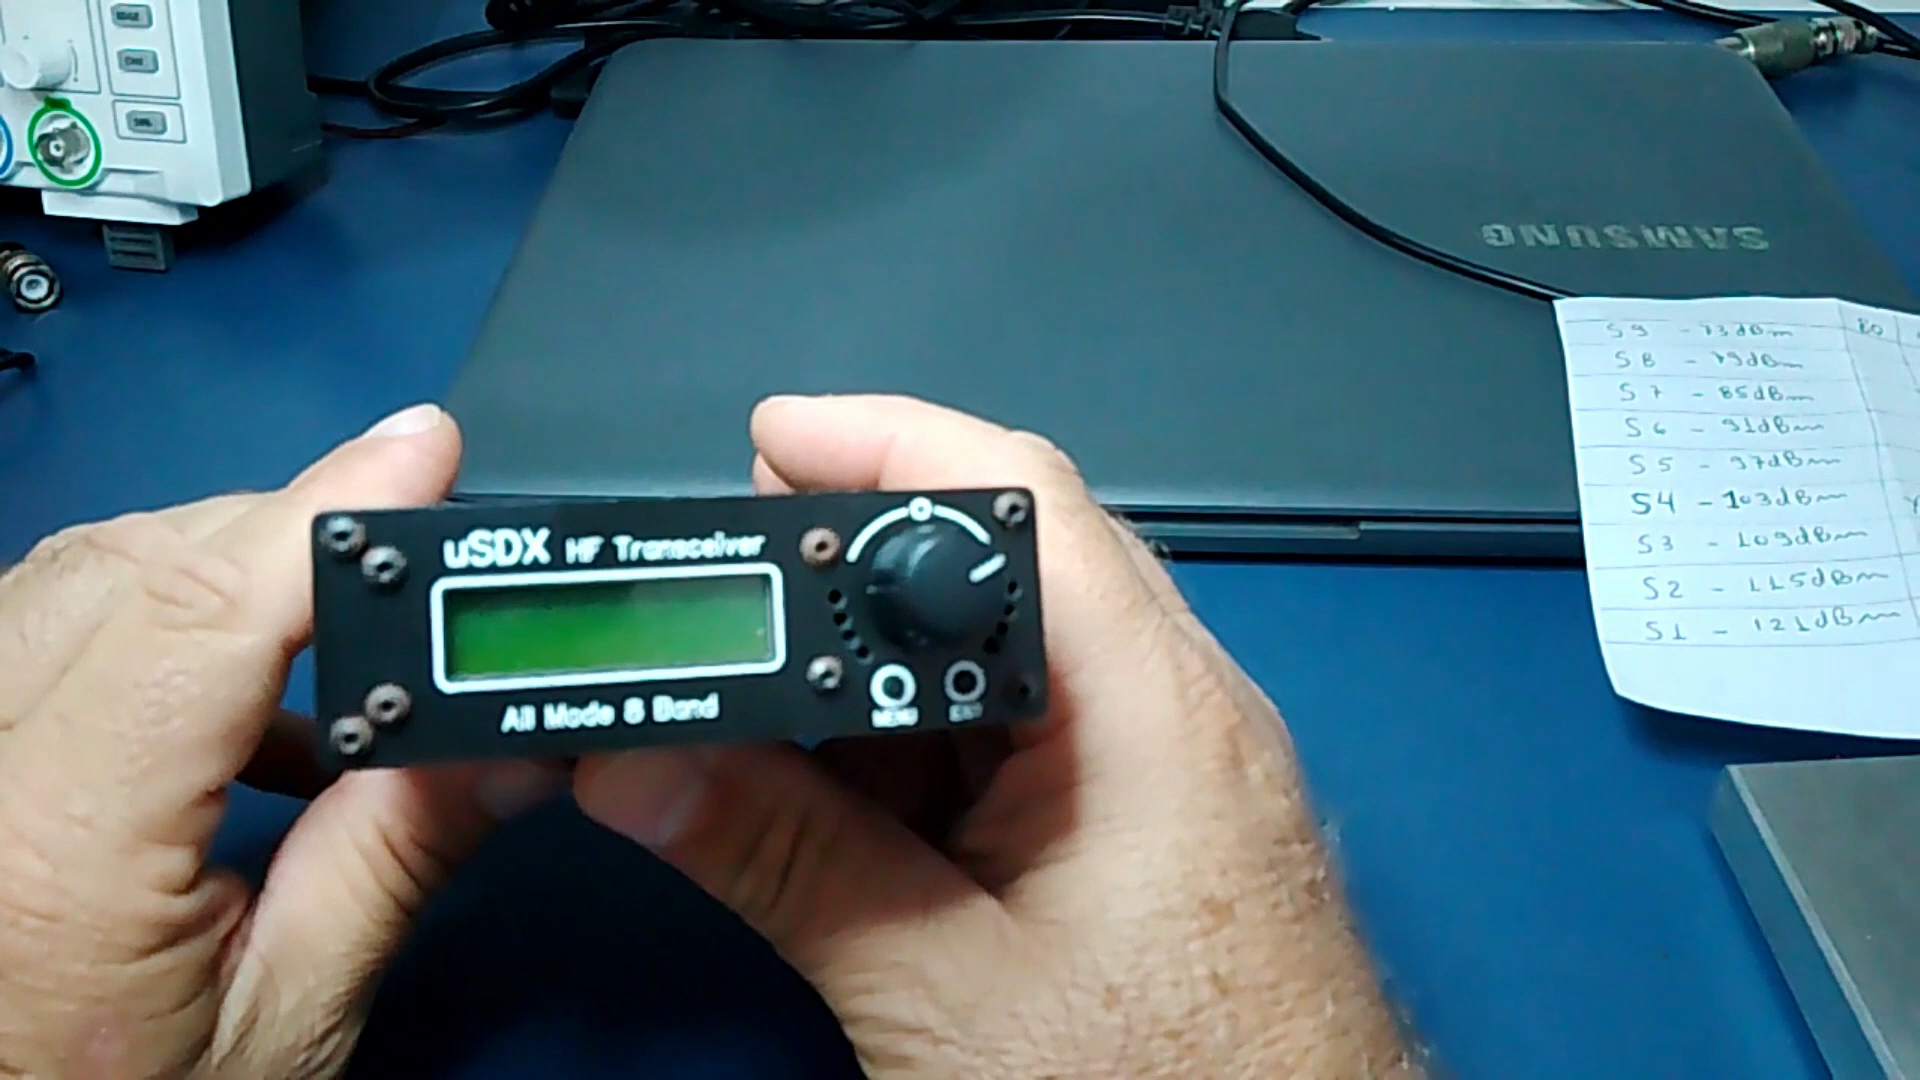 SAMSUNG
S9 - 73dBm
80
S8 - 79dBm
S7 - 85dBm
S6 - 91dBm
S5 - 97dBm
S4 - 103dBm
S3 - 109dBm
S2 - 115dBm
S1 - 121dBm
uSDX HF Transceiver
All Mode 8 Band
MENU
EXIT